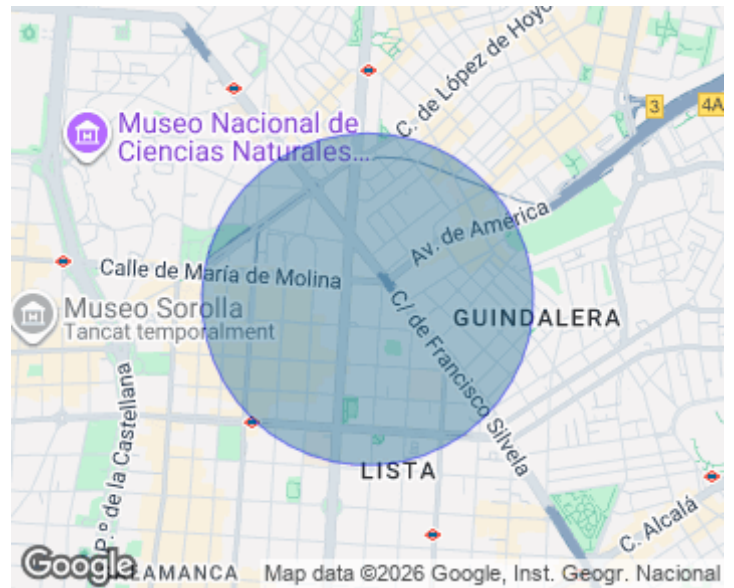 C. de López de Hoyo
3
4A
Museo Nacional de
Ciencias Naturales...
Av. de América
Calle de María de Molina
Museo Sorolla
Tancat temporalment
C/ de Francisco Silvela
GUINDALERA
P.º de la Castellana
LISTA
C. Alcalá
Google
AMANCA
Map data ©2026 Google, Inst. Geogr. Nacional